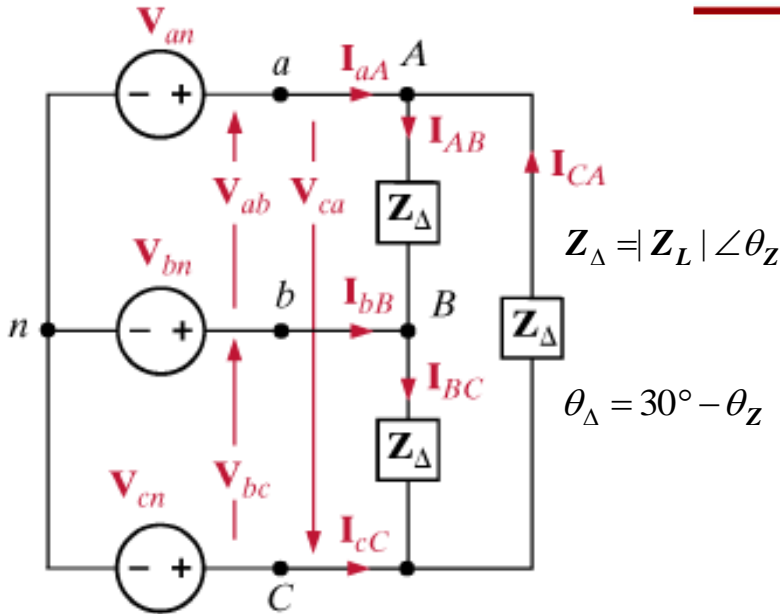 V_an
− +
a
I_aA
A
I_AB
V_ab
V_ca
Z_Δ
I_CA
Z_Δ =| Z_L | ∠θ_Z
V_bn
− +
b
I_bB
B
n
Z_Δ
I_BC
θ_Δ = 30° − θ_Z
Z_Δ
V_bc
V_cn
− +
C
I_cC